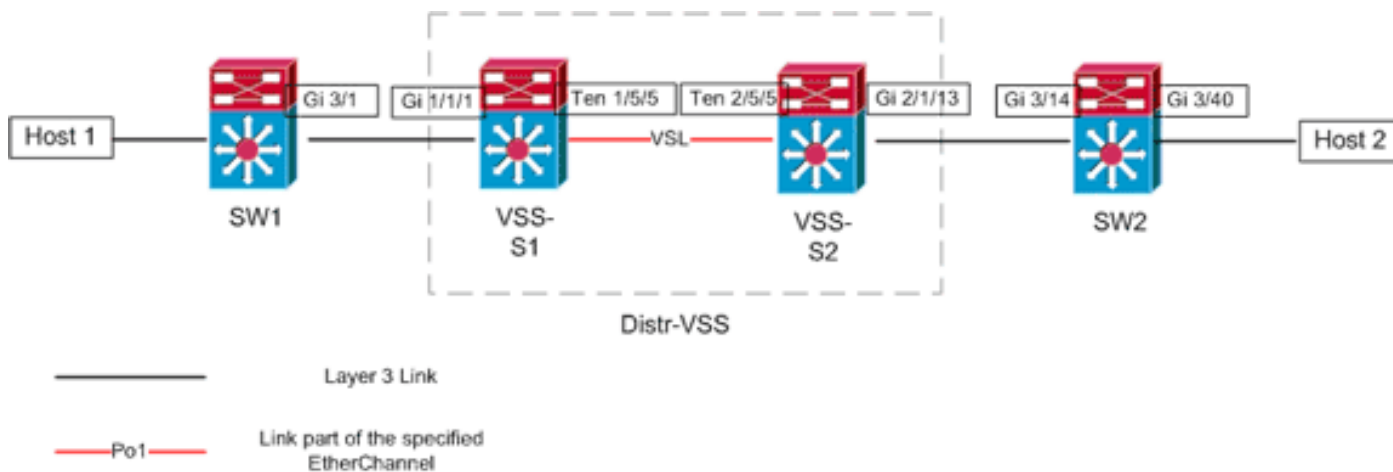 Host 1
Gi 3/1
Gi 1/1/1
Ten 1/5/5
Ten 2/5/5
Gi 2/1/13
Gi 3/14
Gi 3/40
Host 2
VSL
SW1
VSS-
S1
VSS-
S2
SW2
Distr-VSS
Layer 3 Link
Po1
Link part of the specified
EtherChannel